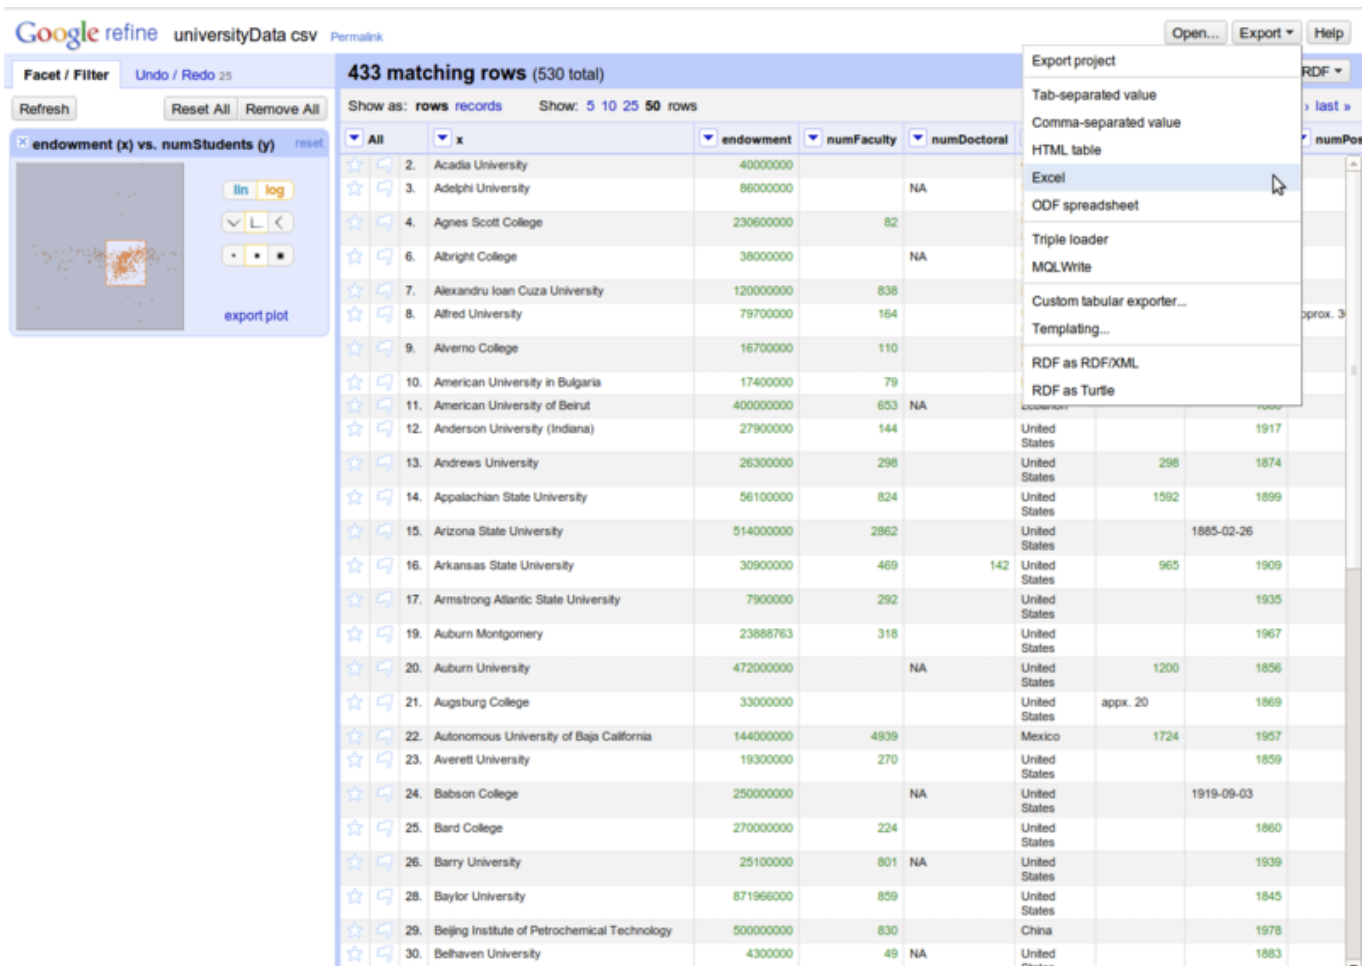 Google refine universityData csv Permalink Open... Export Help
Facet / Filter Undo / Redo 25
433 matching rows (530 total)
RDF
Refresh Reset All Remove All
Show as: rows records Show: 5 10 25 50 rows
› last »
endowment (x) vs. numStudents (y) reset
lin log
export plot
All x endowment numFaculty numDoctoral numPos
Export project
Tab-separated value
Comma-separated value
HTML table
Excel
ODF spreadsheet
Triple loader
MQLWrite
Custom tabular exporter...
Templating...
RDF as RDF/XML
RDF as Turtle
2. Acadia University 40000000
3. Adelphi University 86000000 NA
4. Agnes Scott College 230600000 82
6. Albright College 38000000 NA
7. Alexandru Ioan Cuza University 120000000 838
8. Alfred University 79700000 164 pprox. 3
9. Alverno College 16700000 110
10. American University in Bulgaria 17400000 79
11. American University of Beirut 400000000 653 NA Lebanon
12. Anderson University (Indiana) 27900000 144 United States 1917
13. Andrews University 26300000 298 United States 298 1874
14. Appalachian State University 56100000 824 United States 1592 1899
15. Arizona State University 514000000 2862 United States 1885-02-26
16. Arkansas State University 30900000 469 142 United States 965 1909
17. Armstrong Atlantic State University 7900000 292 United States 1935
19. Auburn Montgomery 23888763 318 United States 1967
20. Auburn University 472000000 NA United States 1200 1856
21. Augsburg College 33000000 United States appx. 20 1869
22. Autonomous University of Baja California 144000000 4939 Mexico 1724 1957
23. Averett University 19300000 270 United States 1859
24. Babson College 250000000 NA United States 1919-09-03
25. Bard College 270000000 224 United States 1860
26. Barry University 25100000 801 NA United States 1939
28. Baylor University 871966000 859 United States 1845
29. Beijing Institute of Petrochemical Technology 500000000 830 China 1978
30. Belhaven University 4300000 49 NA United States 1883